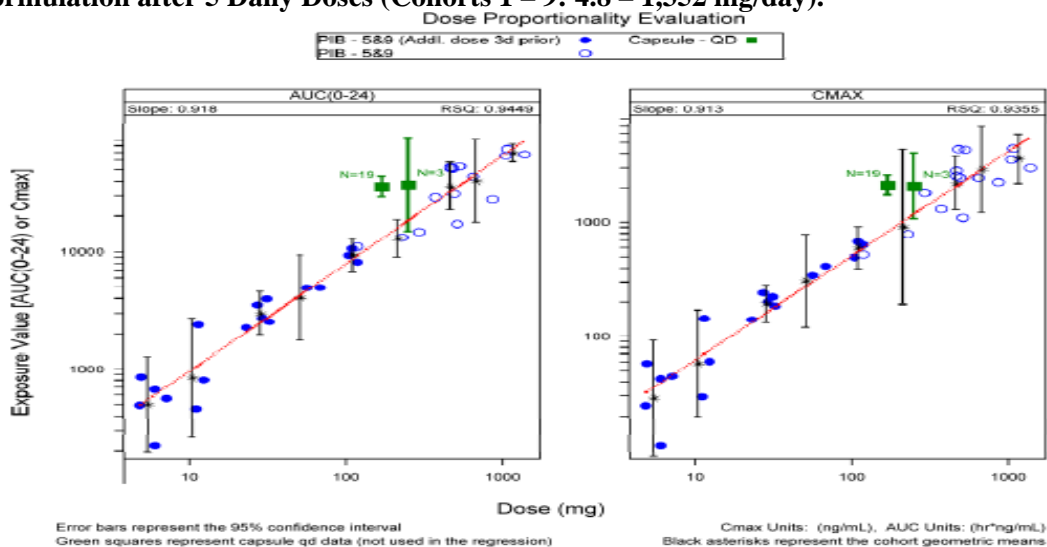 ormulation after 5 Daily Doses (Cohorts 1 – 9: 4.8 – 1,552 mg/day).
Dose Proportionality Evaluation
PIB - 5&9 (Addl. dose 3d prior) Capsule - QD
PIB - 5&9
AUC(0-24) CMAX
Slope: 0.918 RSQ: 0.9449 Slope: 0.913 RSQ: 0.9355
Exposure Value [AUC(0-24) or Cmax]
N=19 N=3 N=19 N=3
10000 1000
1000 100
10 100 1000 10 100 1000
Dose (mg)
Error bars represent the 95% confidence interval Cmax Units: (ng/mL), AUC Units: (hr*ng/mL)
Green squares represent capsule qd data (not used in the regression) Black asterisks represent the cohort geometric means